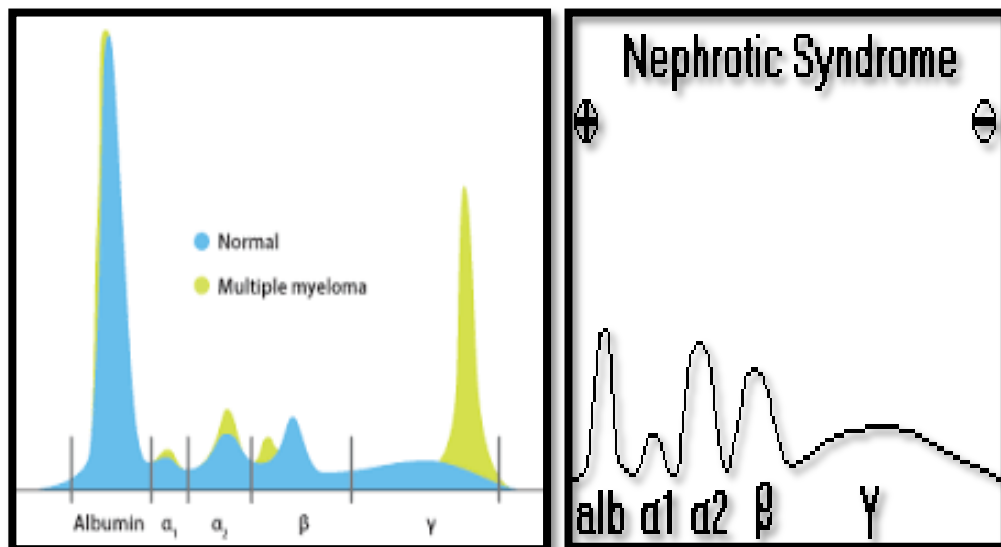 Normal
Multiple myeloma
Albumin α₁ α₂ β γ
Nephrotic Syndrome
+ −
alb α1 α2 β γ